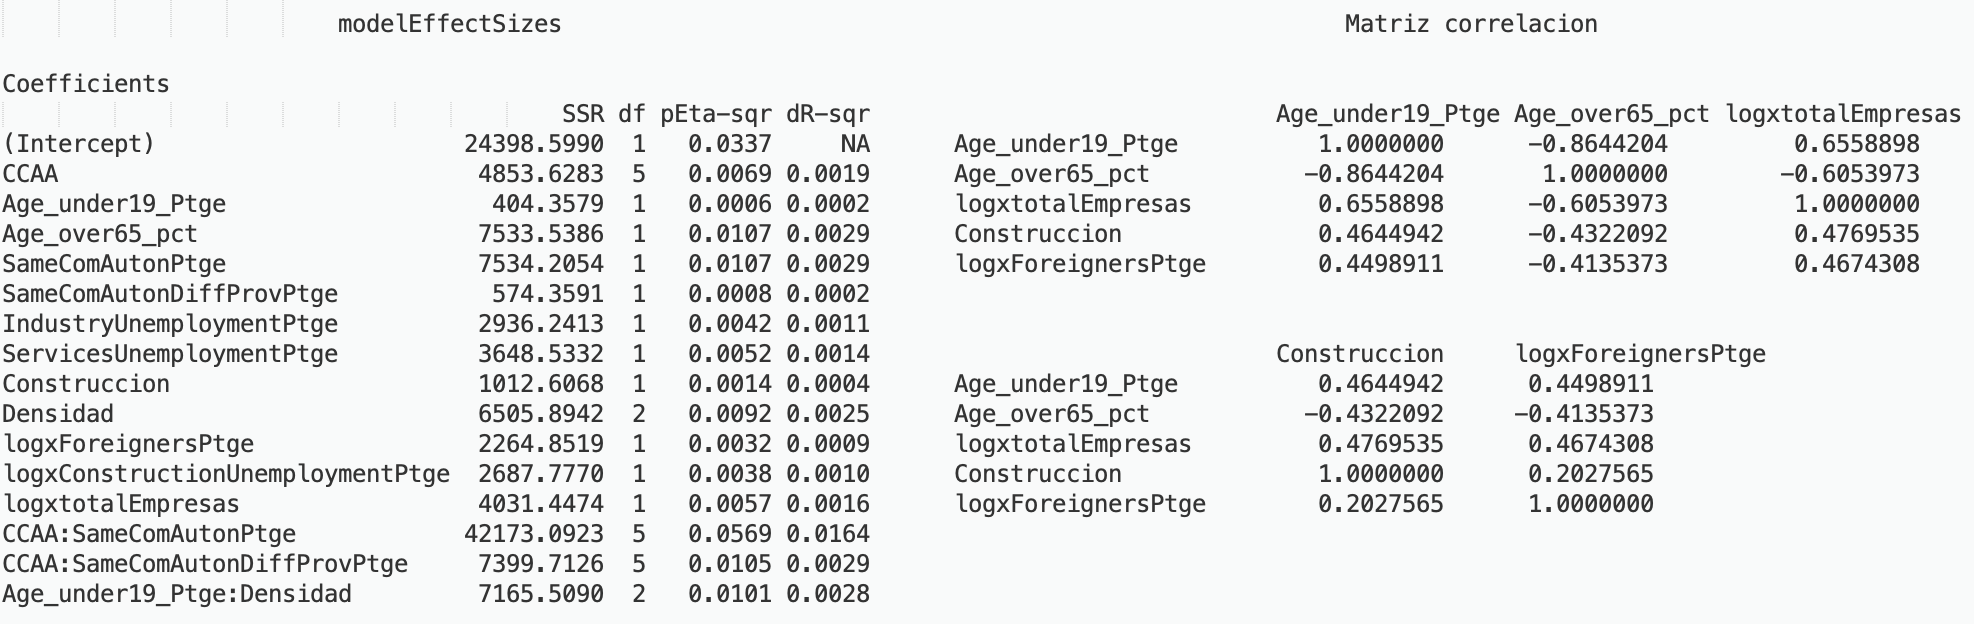 modelEffectSizes Matriz correlacion
Coefficients
SSR df pEta-sqr dR-sqr Age_under19_Ptge Age_over65_pct logxtotalEmpresas
(Intercept) 24398.5990 1 0.0337 NA Age_under19_Ptge 1.0000000 -0.8644204 0.6558898
CCAA 4853.6283 5 0.0069 0.0019 Age_over65_pct -0.8644204 1.0000000 -0.6053973
Age_under19_Ptge 404.3579 1 0.0006 0.0002 logxtotalEmpresas 0.6558898 -0.6053973 1.0000000
Age_over65_pct 7533.5386 1 0.0107 0.0029 Construccion 0.4644942 -0.4322092 0.4769535
SameComAutonPtge 7534.2054 1 0.0107 0.0029 logxForeignersPtge 0.4498911 -0.4135373 0.4674308
SameComAutonDiffProvPtge 574.3591 1 0.0008 0.0002
IndustryUnemploymentPtge 2936.2413 1 0.0042 0.0011
ServicesUnemploymentPtge 3648.5332 1 0.0052 0.0014 Construccion logxForeignersPtge
Construccion 1012.6068 1 0.0014 0.0004 Age_under19_Ptge 0.4644942 0.4498911
Densidad 6505.8942 2 0.0092 0.0025 Age_over65_pct -0.4322092 -0.4135373
logxForeignersPtge 2264.8519 1 0.0032 0.0009 logxtotalEmpresas 0.4769535 0.4674308
logxConstructionUnemploymentPtge 2687.7770 1 0.0038 0.0010 Construccion 1.0000000 0.2027565
logxtotalEmpresas 4031.4474 1 0.0057 0.0016 logxForeignersPtge 0.2027565 1.0000000
CCAA:SameComAutonPtge 42173.0923 5 0.0569 0.0164
CCAA:SameComAutonDiffProvPtge 7399.7126 5 0.0105 0.0029
Age_under19_Ptge:Densidad 7165.5090 2 0.0101 0.0028